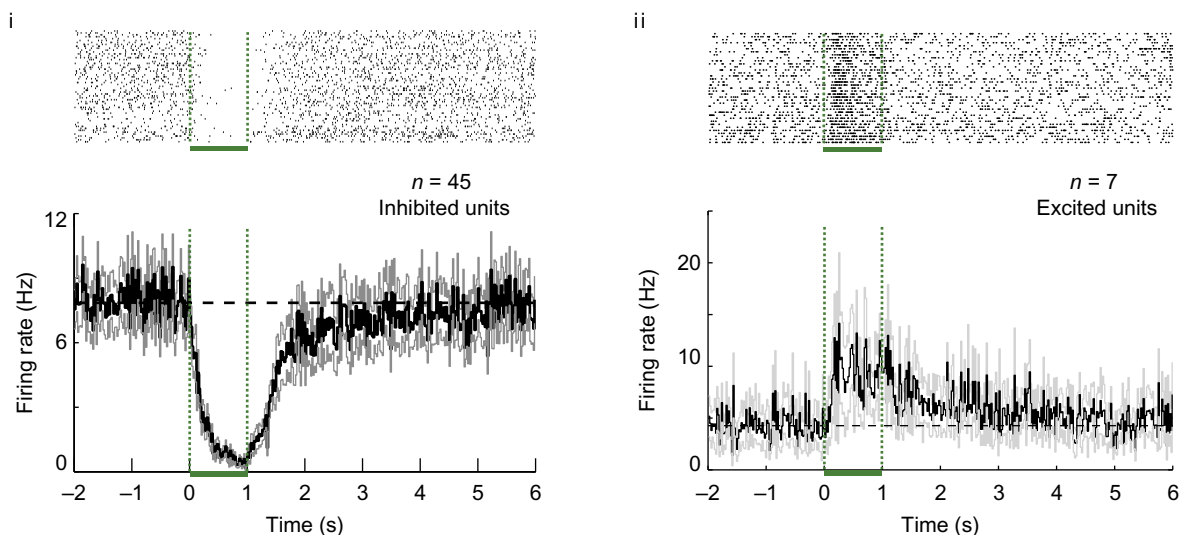 i
n = 45
Inhibited units
12
6
0
Firing rate (Hz)
–2 –1 0 1 2 3 4 5 6
Time (s)
ii
n = 7
Excited units
20
10
0
Firing rate (Hz)
–2 –1 0 1 2 3 4 5 6
Time (s)